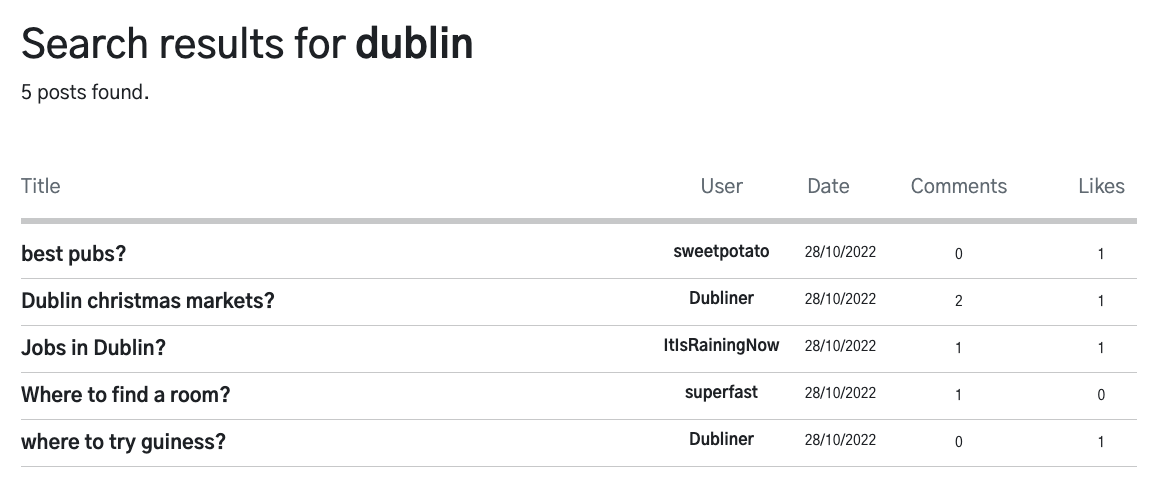 Search results for dublin
5 posts found.
Title User Date Comments Likes
best pubs? sweetpotato 28/10/2022 0 1
Dublin christmas markets? Dubliner 28/10/2022 2 1
Jobs in Dublin? ItIsRainingNow 28/10/2022 1 1
Where to find a room? superfast 28/10/2022 1 0
where to try guiness? Dubliner 28/10/2022 0 1